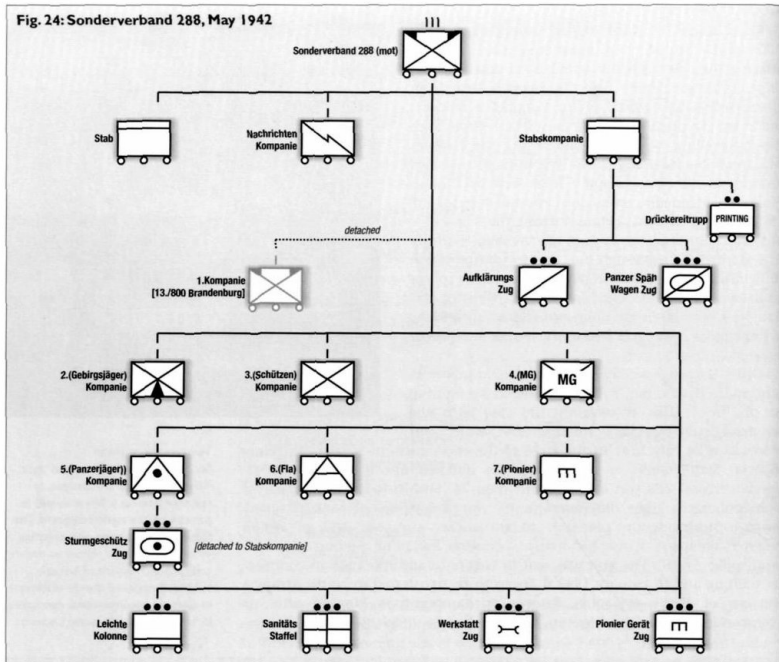 Fig. 24: Sonderverband 288, May 1942
Sonderverband 288 (mot)
Stab
Nachrichten
Kompanie
Stabskompanie
Drückereitrupp
PRINTING
detached
1.Kompanie
[13./800 Brandenburg]
Aufklärungs
Zug
Panzer Späh
Wagen Zug
2.(Gebirgsjäger)
Kompanie
3.(Schützen)
Kompanie
4.(MG)
Kompanie
MG
5.(Panzerjäger))
Kompanie
6.(Fla)
Kompanie
7.(Pionier)
Kompanie
Sturmgeschütz
Zug
[detached to Stabskompanie]
Leichte
Kolonne
Sanitäts
Staffel
Werkstatt
Zug
Pionier Gerät
Zug